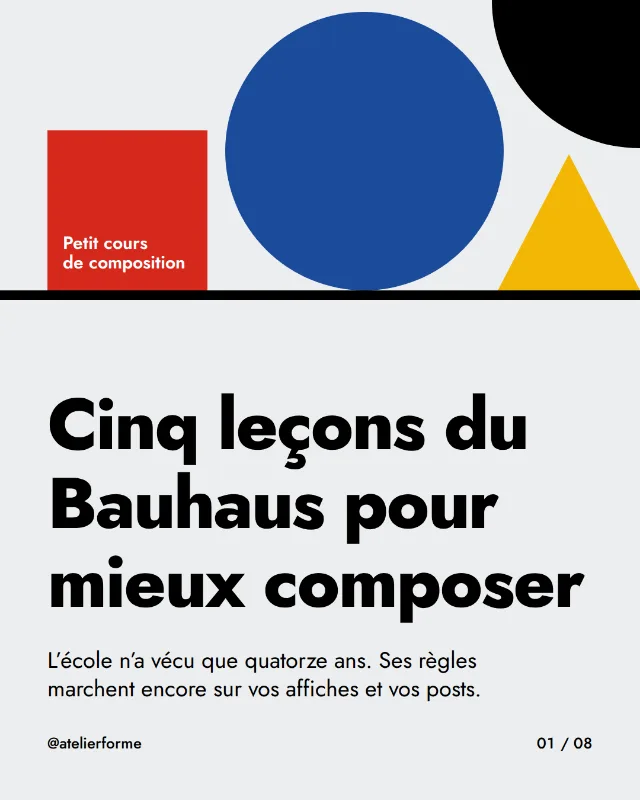 Petit cours
de composition
Cinq leçons du
Bauhaus pour
mieux composer
L’école n’a vécu que quatorze ans. Ses règles
marchent encore sur vos affiches et vos posts.
@atelierforme
01 / 08